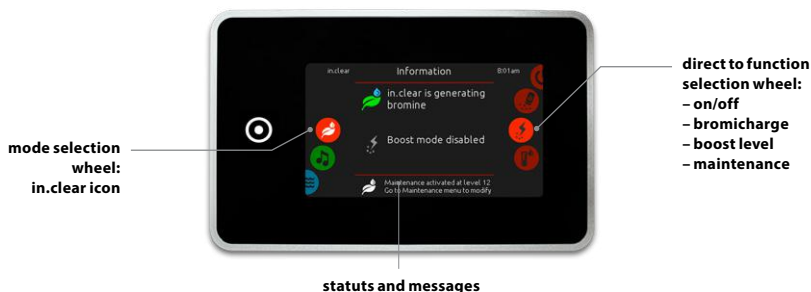 in.clear Information 8:01am
in.clear is generating
bromine
Boost mode disabled
Maintenance activated at level 12
Go to Maintenance menu to modify
mode selection
wheel:
in.clear icon
direct to function
selection wheel:
– on/off
– bromicharge
– boost level
– maintenance
statuts and messages